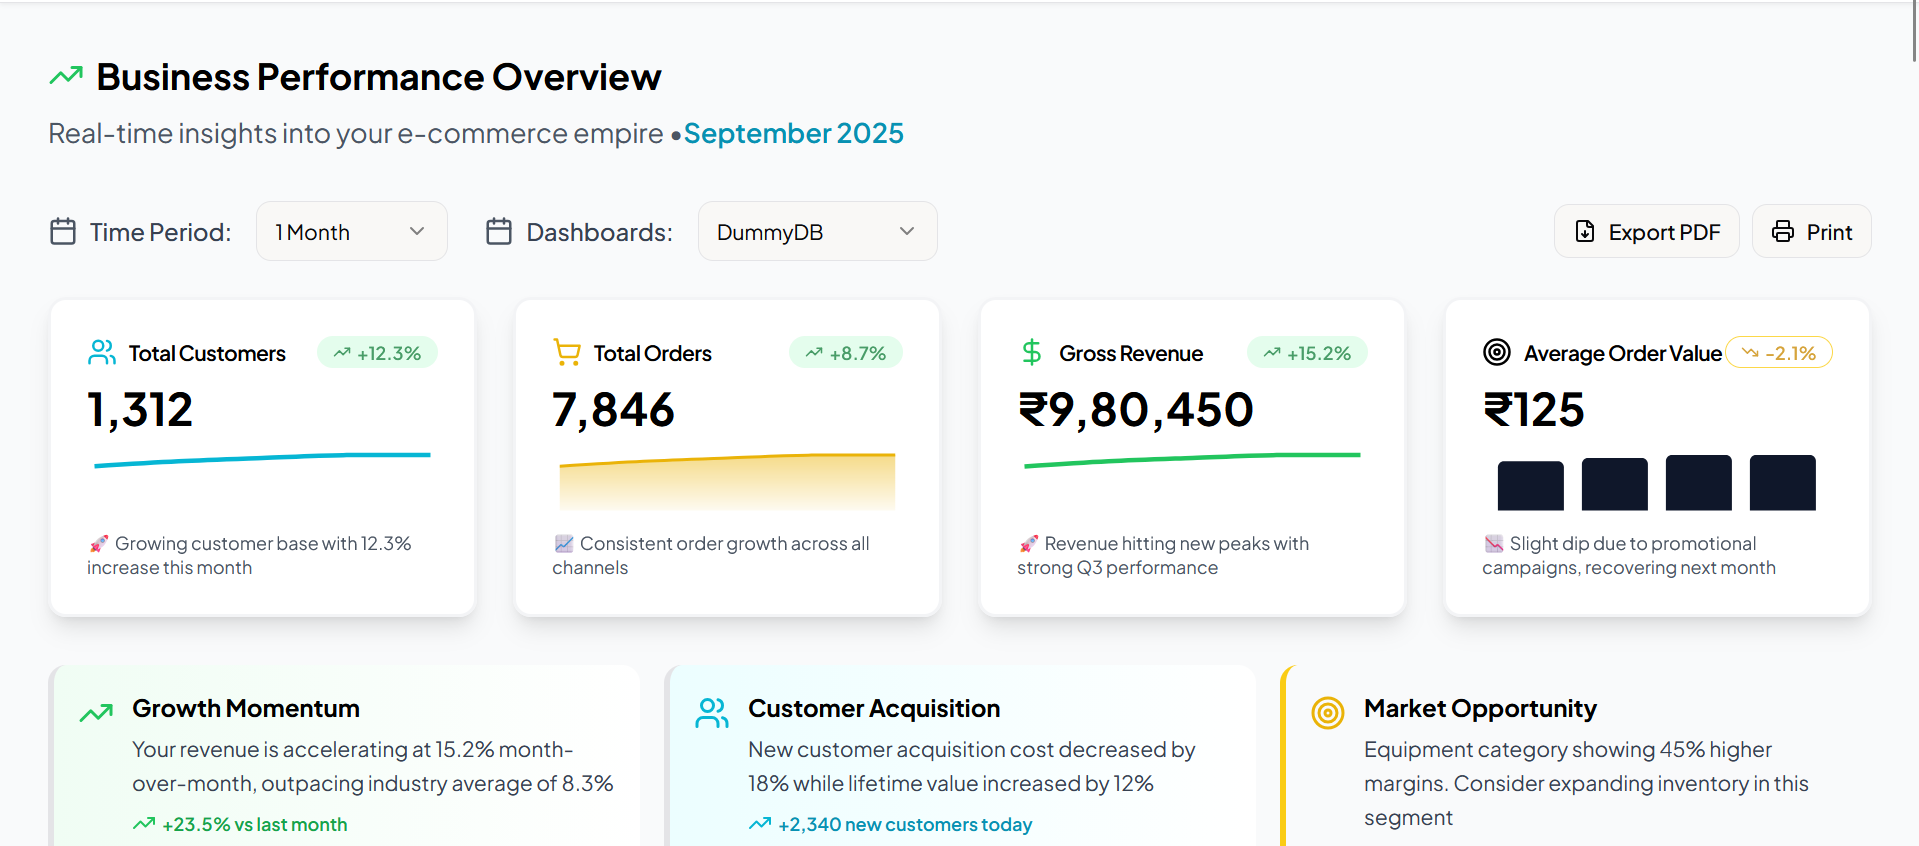 Business Performance Overview
Real-time insights into your e-commerce empire •September 2025
Time Period: 1 Month Dashboards: DummyDB Export PDF Print
Total Customers +12.3%
1,312
🚀 Growing customer base with 12.3%
increase this month
Total Orders +8.7%
7,846
📈 Consistent order growth across all
channels
Gross Revenue +15.2%
₹9,80,450
🚀 Revenue hitting new peaks with
strong Q3 performance
Average Order Value -2.1%
₹125
📉 Slight dip due to promotional
campaigns, recovering next month
Growth Momentum
Your revenue is accelerating at 15.2% month-
over-month, outpacing industry average of 8.3%
+23.5% vs last month
Customer Acquisition
New customer acquisition cost decreased by
18% while lifetime value increased by 12%
+2,340 new customers today
Market Opportunity
Equipment category showing 45% higher
margins. Consider expanding inventory in this
segment